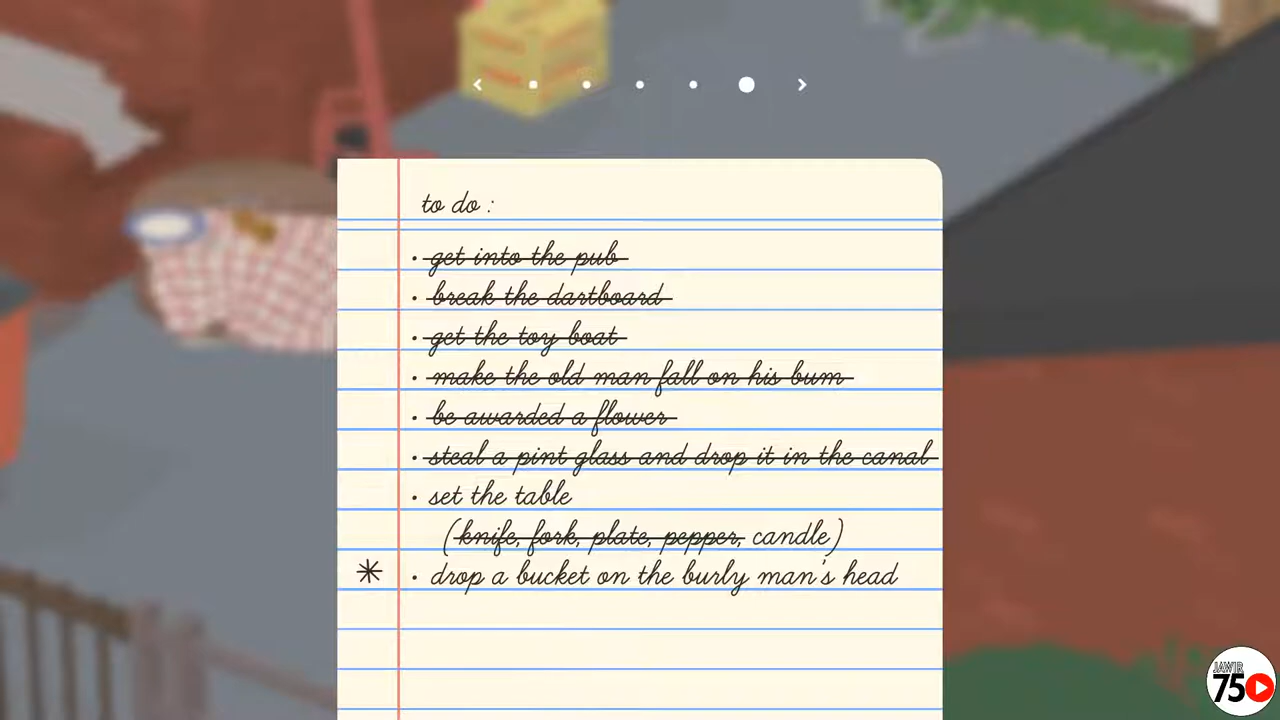 to do :
• get into the pub
• break the dartboard
• get the toy boat
• make the old man fall on his bum
• be awarded a flower
• steal a pint glass and drop it in the canal
• set the table
(knife, fork, plate, pepper, candle)
• drop a bucket on the burly man's head
JAWIR
75